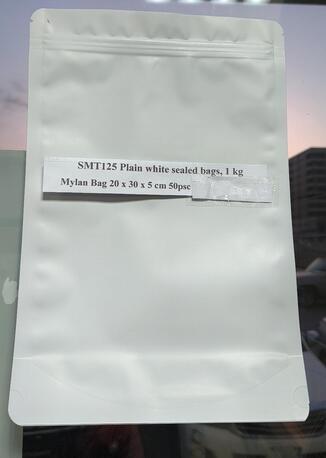 SMT125 Plain white sealed bags, 1 kg
Mylan Bag 20 x 30 x 5 cm 50psc